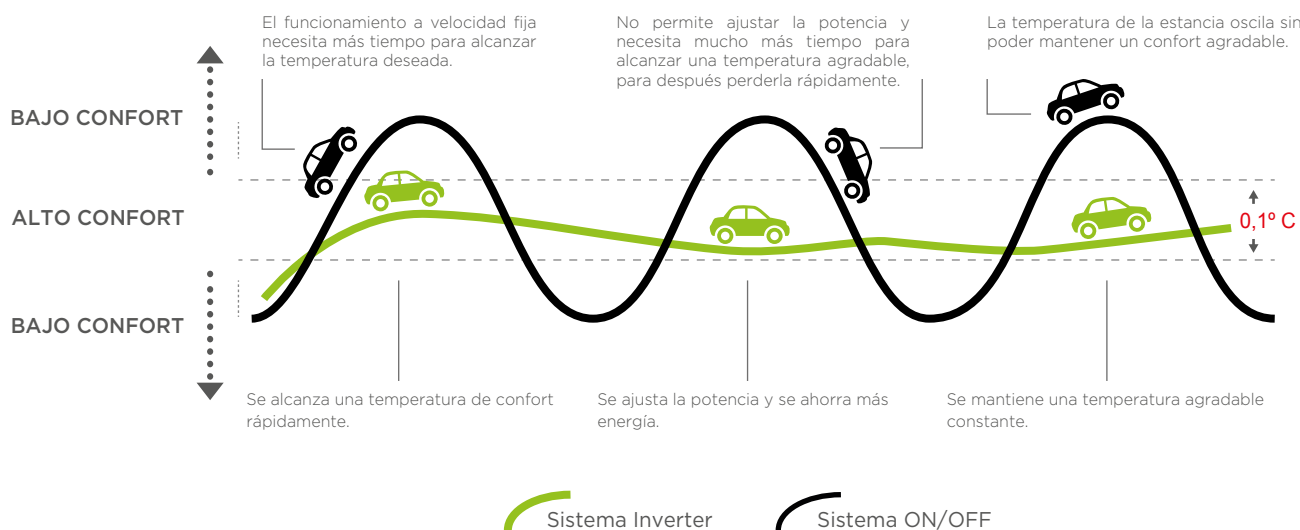 El funcionamiento a velocidad fija
necesita más tiempo para alcanzar
la temperatura deseada.
No permite ajustar la potencia y
necesita mucho más tiempo para
alcanzar una temperatura agradable,
para después perderla rápidamente.
La temperatura de la estancia oscila sin
poder mantener un confort agradable.
BAJO CONFORT
ALTO CONFORT
0,1º C
BAJO CONFORT
Se alcanza una temperatura de confort
rápidamente.
Se ajusta la potencia y se ahorra más
energía.
Se mantiene una temperatura agradable
constante.
Sistema Inverter
Sistema ON/OFF